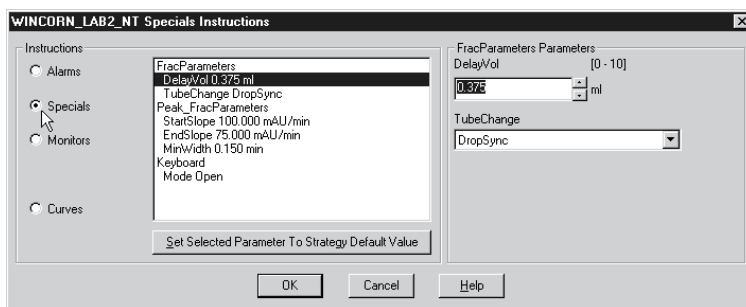 WINCORN_LAB2_NT Specials Instructions
Instructions
Alarms
Specials
Monitors
Curves
FracParameters
DelayVol 0.375 ml
TubeChange DropSync
Peak_FracParameters
StartSlope 100.000 mAU/min
EndSlope 75.000 mAU/min
MinWidth 0.150 min
Keyboard
Mode Open
Set Selected Parameter To Strategy Default Value
FracParameters Parameters
DelayVol [0 - 10]
0.375 ml
TubeChange
DropSync
OK Cancel Help